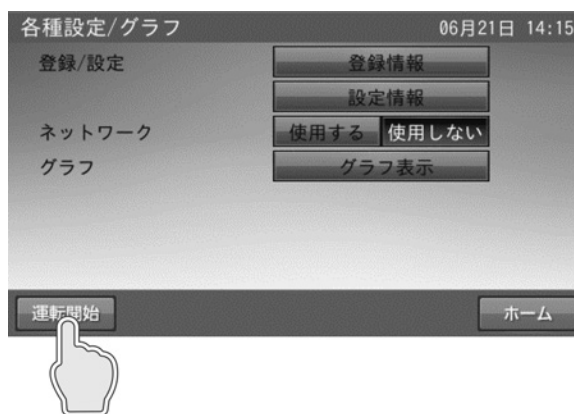 各種設定/グラフ 06月21日 14:15
登録/設定 登録情報
設定情報
ネットワーク 使用する 使用しない
グラフ グラフ表示
運転開始 ホーム